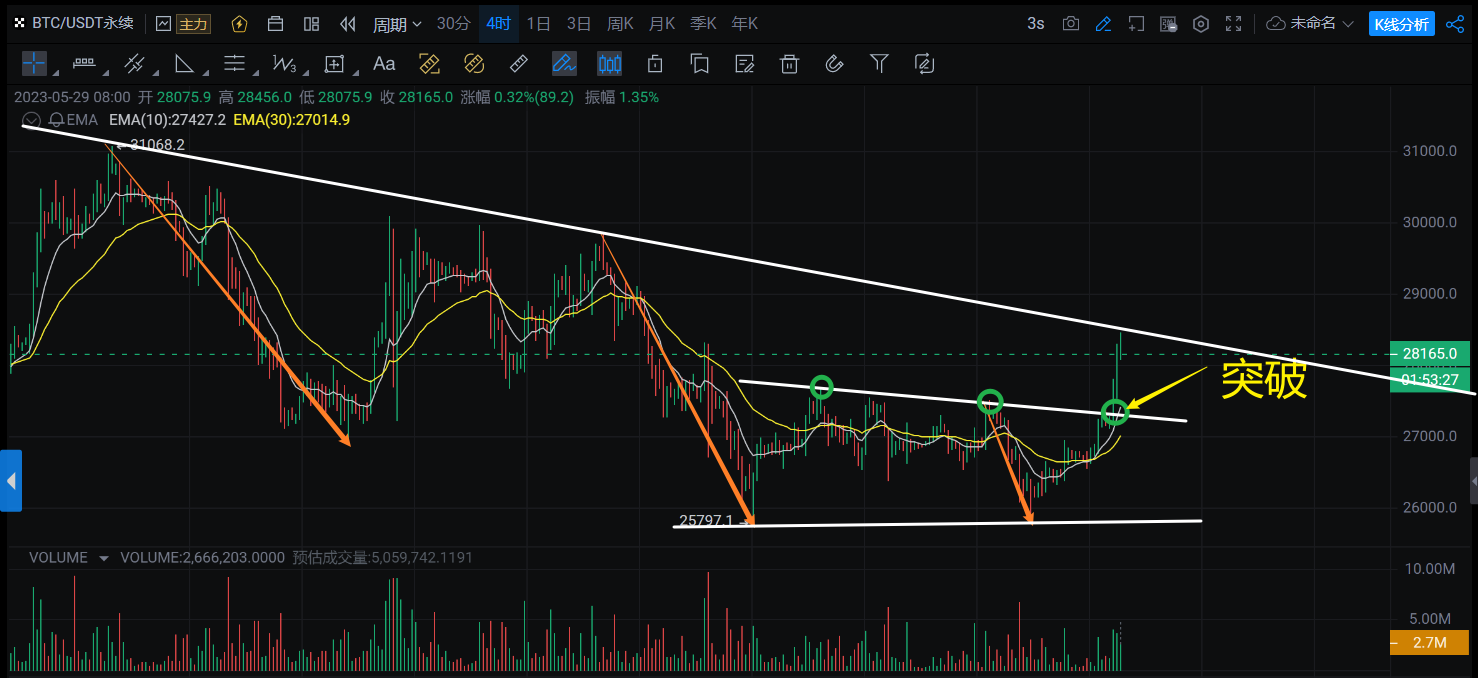 BTC/USDT永续 主力 周期 30分 4时 1日 3日 周K 月K 季K 年K 3s 未命名 K线分析
W3 Aa
2023-05-29 08:00 开 28075.9 高 28456.0 低 28075.9 收 28165.0 涨幅 0.32%(89.2) 振幅 1.35%
EMA EMA(10):27427.2 EMA(30):27014.9
31068.2
31000.0
30000.0
29000.0
28165.0
01:53:27
突破
27000.0
26000.0
25797.1
VOLUME VOLUME:2,666,203.0000 预估成交量:5,059,742.1191
10.00M
5.00M
2.7M